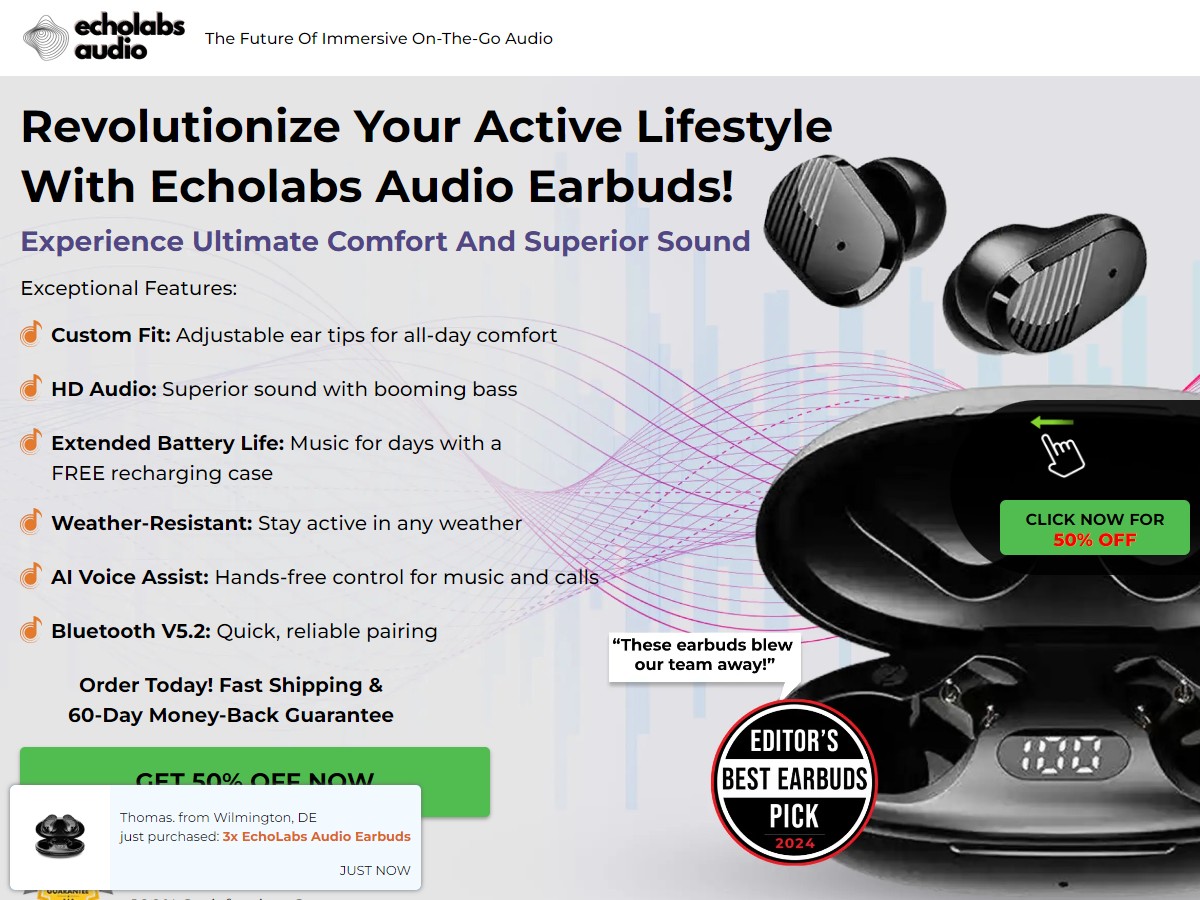 echolabs
audio
The Future Of Immersive On-The-Go Audio
Revolutionize Your Active Lifestyle
With Echolabs Audio Earbuds!
Experience Ultimate Comfort And Superior Sound
Exceptional Features:
Custom Fit: Adjustable ear tips for all-day comfort
HD Audio: Superior sound with booming bass
Extended Battery Life: Music for days with a
FREE recharging case
Weather-Resistant: Stay active in any weather
AI Voice Assist: Hands-free control for music and calls
Bluetooth V5.2: Quick, reliable pairing
Order Today! Fast Shipping &
60-Day Money-Back Guarantee
GET 50% OFF NOW
CLICK NOW FOR
50% OFF
“These earbuds blew
our team away!”
EDITOR'S
BEST EARBUDS
PICK
2024
100
Thomas. from Wilmington, DE
just purchased: 3x EchoLabs Audio Earbuds
JUST NOW
GUARANTEE